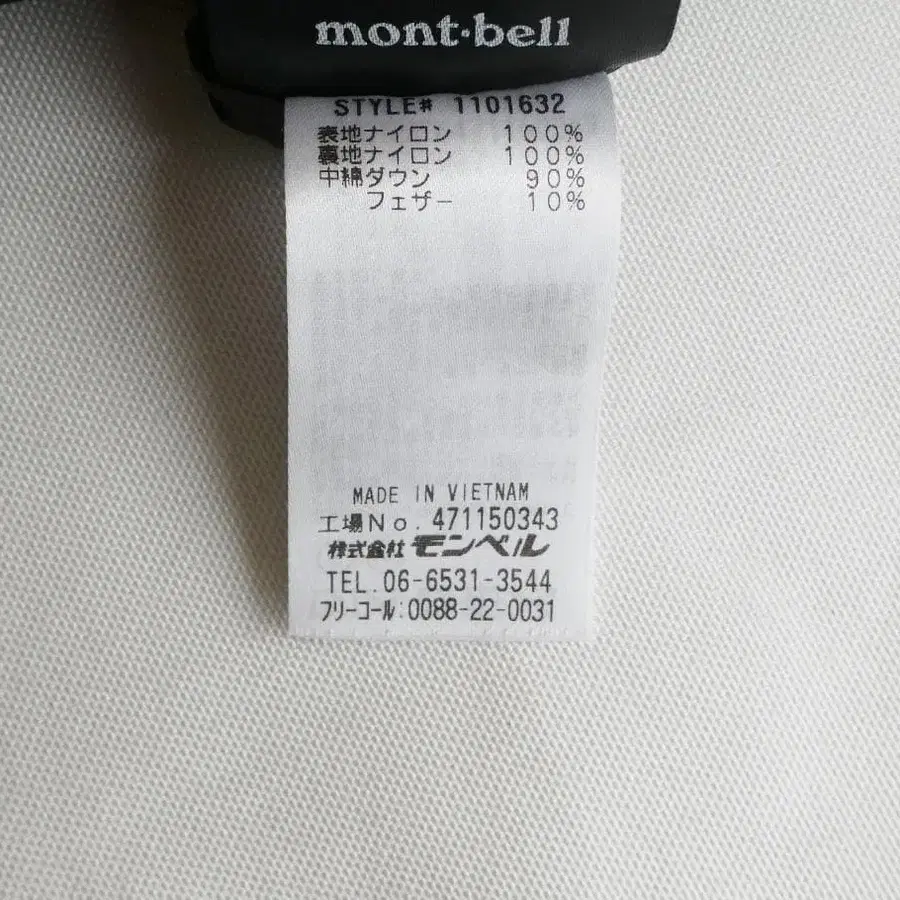 mont·bell
STYLE# 1101632
表地ナイロン 100%
裏地ナイロン 100%
中綿ダウン 90%
フェザー 10%
MADE IN VIETNAM
工場No. 471150343
株式会社モンベル
TEL.06-6531-3544
フリーコール:0088-22-0031